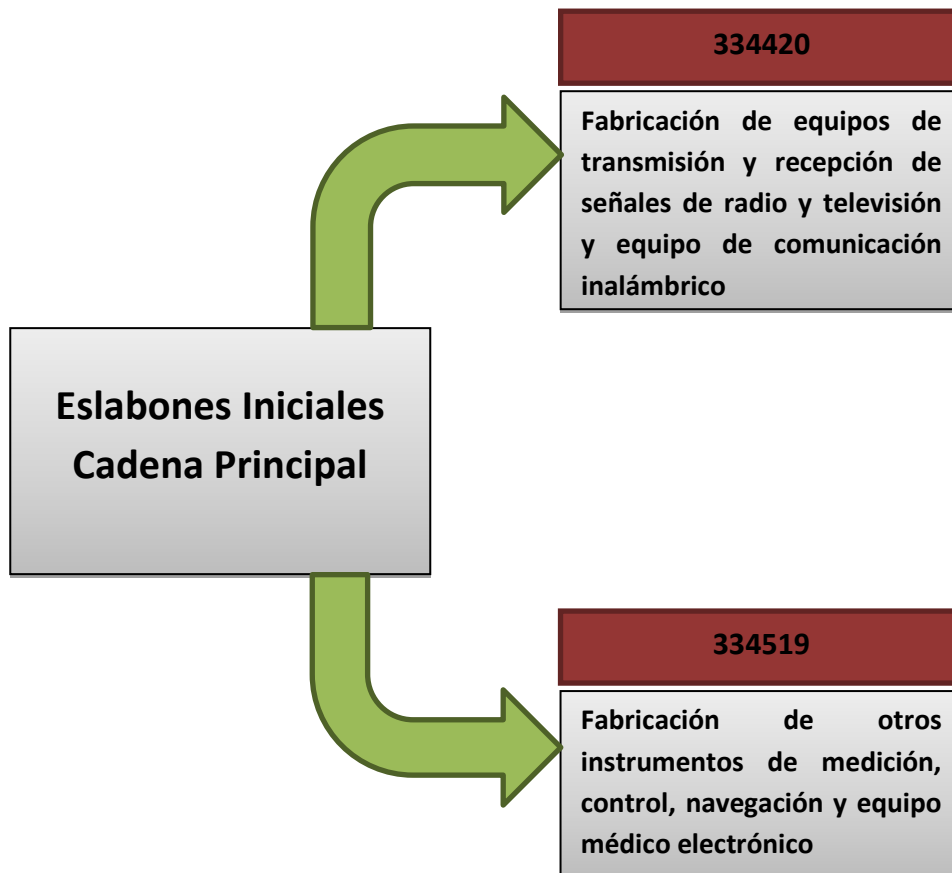 334420
Fabricación de equipos de
transmisión y recepción de
señales de radio y televisión
y equipo de comunicación
inalámbrico
Eslabones Iniciales
Cadena Principal
334519
Fabricación de otros
instrumentos de medición,
control, navegación y equipo
médico electrónico